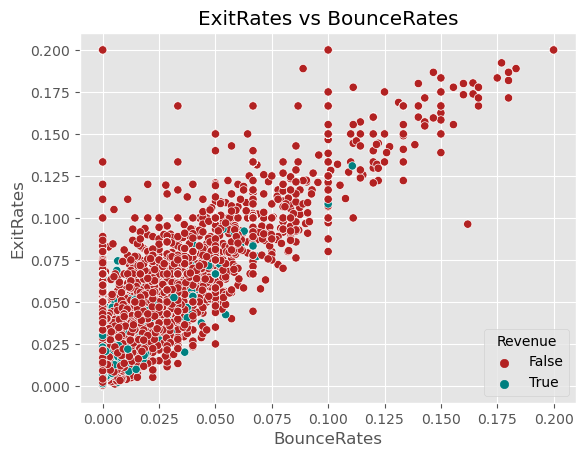 ExitRates vs BounceRates
0.200
0.175
0.150
0.125
0.100
0.075
0.050
0.025
0.000
ExitRates
Revenue
False
True
0.000 0.025 0.050 0.075 0.100 0.125 0.150 0.175 0.200
BounceRates